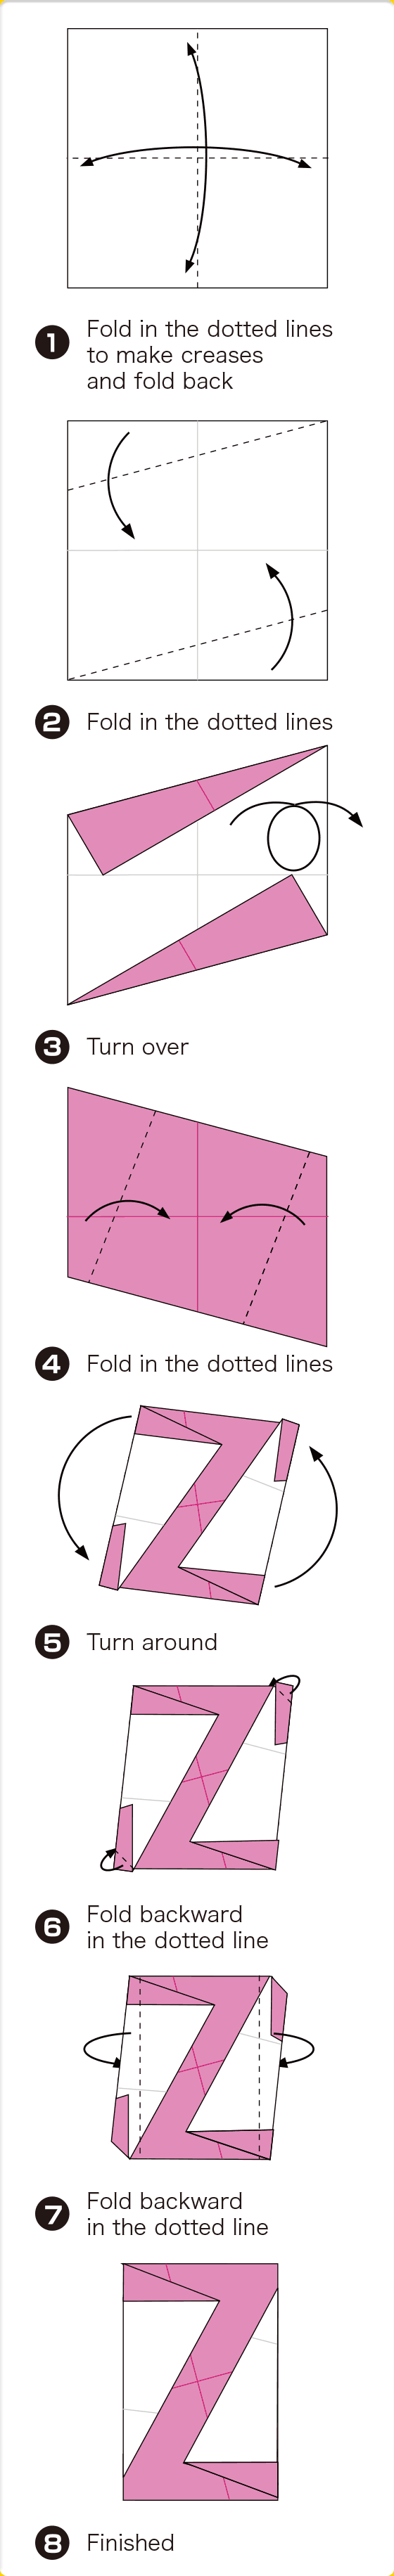 1 Fold in the dotted lines
to make creases
and fold back
2 Fold in the dotted lines
3 Turn over
4 Fold in the dotted lines
5 Turn around
6 Fold backward
in the dotted line
7 Fold backward
in the dotted line
8 Finished